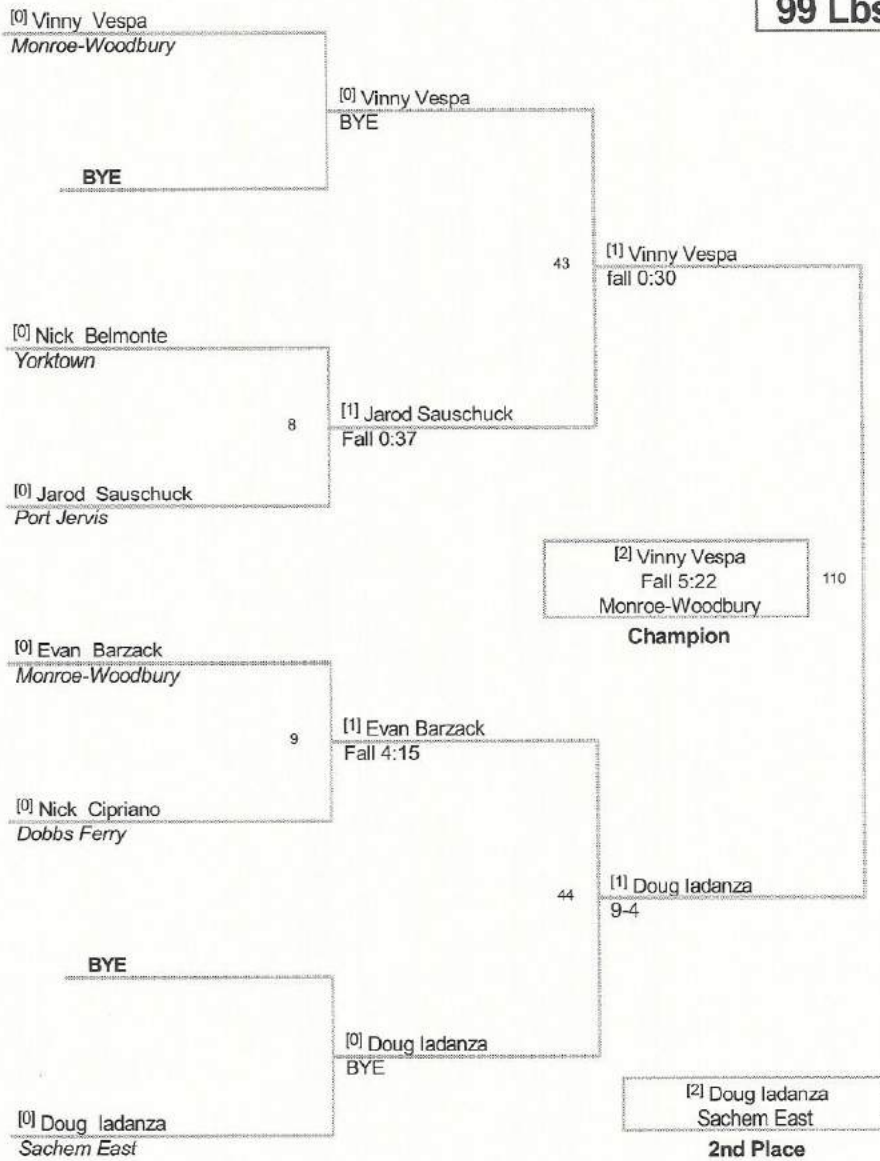 99 Lbs
[0] Vinny Vespa
Monroe-Woodbury
[0] Vinny Vespa
BYE
BYE
43
[1] Vinny Vespa
fall 0:30
[0] Nick Belmonte
Yorktown
8
[1] Jarod Sauschuck
Fall 0:37
[0] Jarod Sauschuck
Port Jervis
[2] Vinny Vespa
Fall 5:22
Monroe-Woodbury
110
Champion
[0] Evan Barzack
Monroe-Woodbury
9
[1] Evan Barzack
Fall 4:15
[0] Nick Cipriano
Dobbs Ferry
44
[1] Doug Iadanza
9-4
BYE
[0] Doug Iadanza
BYE
[0] Doug Iadanza
Sachem East
[2] Doug Iadanza
Sachem East
2nd Place